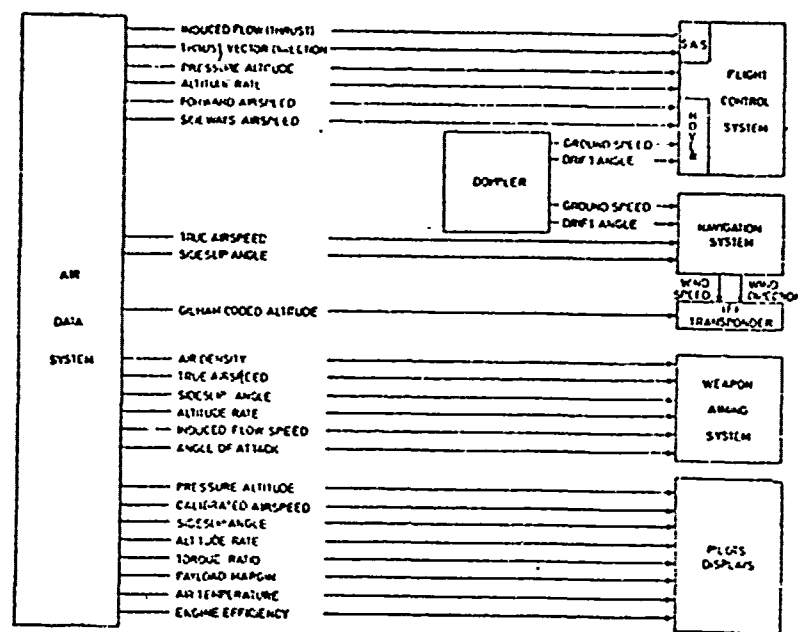 INDUCED FLOW (THRUST)
THRUST VECTOR DIRECTION
PRESSURE ALTITUDE
ALTITUDE RATE
FORWARD AIRSPEED
SIDEWAYS AIRSPEED
SAS
FLIGHT
CONTROL
SYSTEM
HOVER
GROUND SPEED
DRIFT ANGLE
DOPPLER
GROUND SPEED
DRIFT ANGLE
NAVIGATION
SYSTEM
TRUE AIRSPEED
SIDESLIP ANGLE
WIND
SPEED
WIND
DIRECTION
AIR
DATA
SYSTEM
GILHAM CODED ALTITUDE
IFF
TRANSPONDER
AIR DENSITY
TRUE AIRSPEED
SIDESLIP ANGLE
ALTITUDE RATE
INDUCED FLOW SPEED
ANGLE OF ATTACK
WEAPON
AIMING
SYSTEM
PRESSURE ALTITUDE
CALIBRATED AIRSPEED
SIDESLIP ANGLE
ALTITUDE RATE
TORQUE RATIO
PAYLOAD MARGIN
AIR TEMPERATURE
ENGINE EFFICIENCY
PILOTS
DISPLAYS